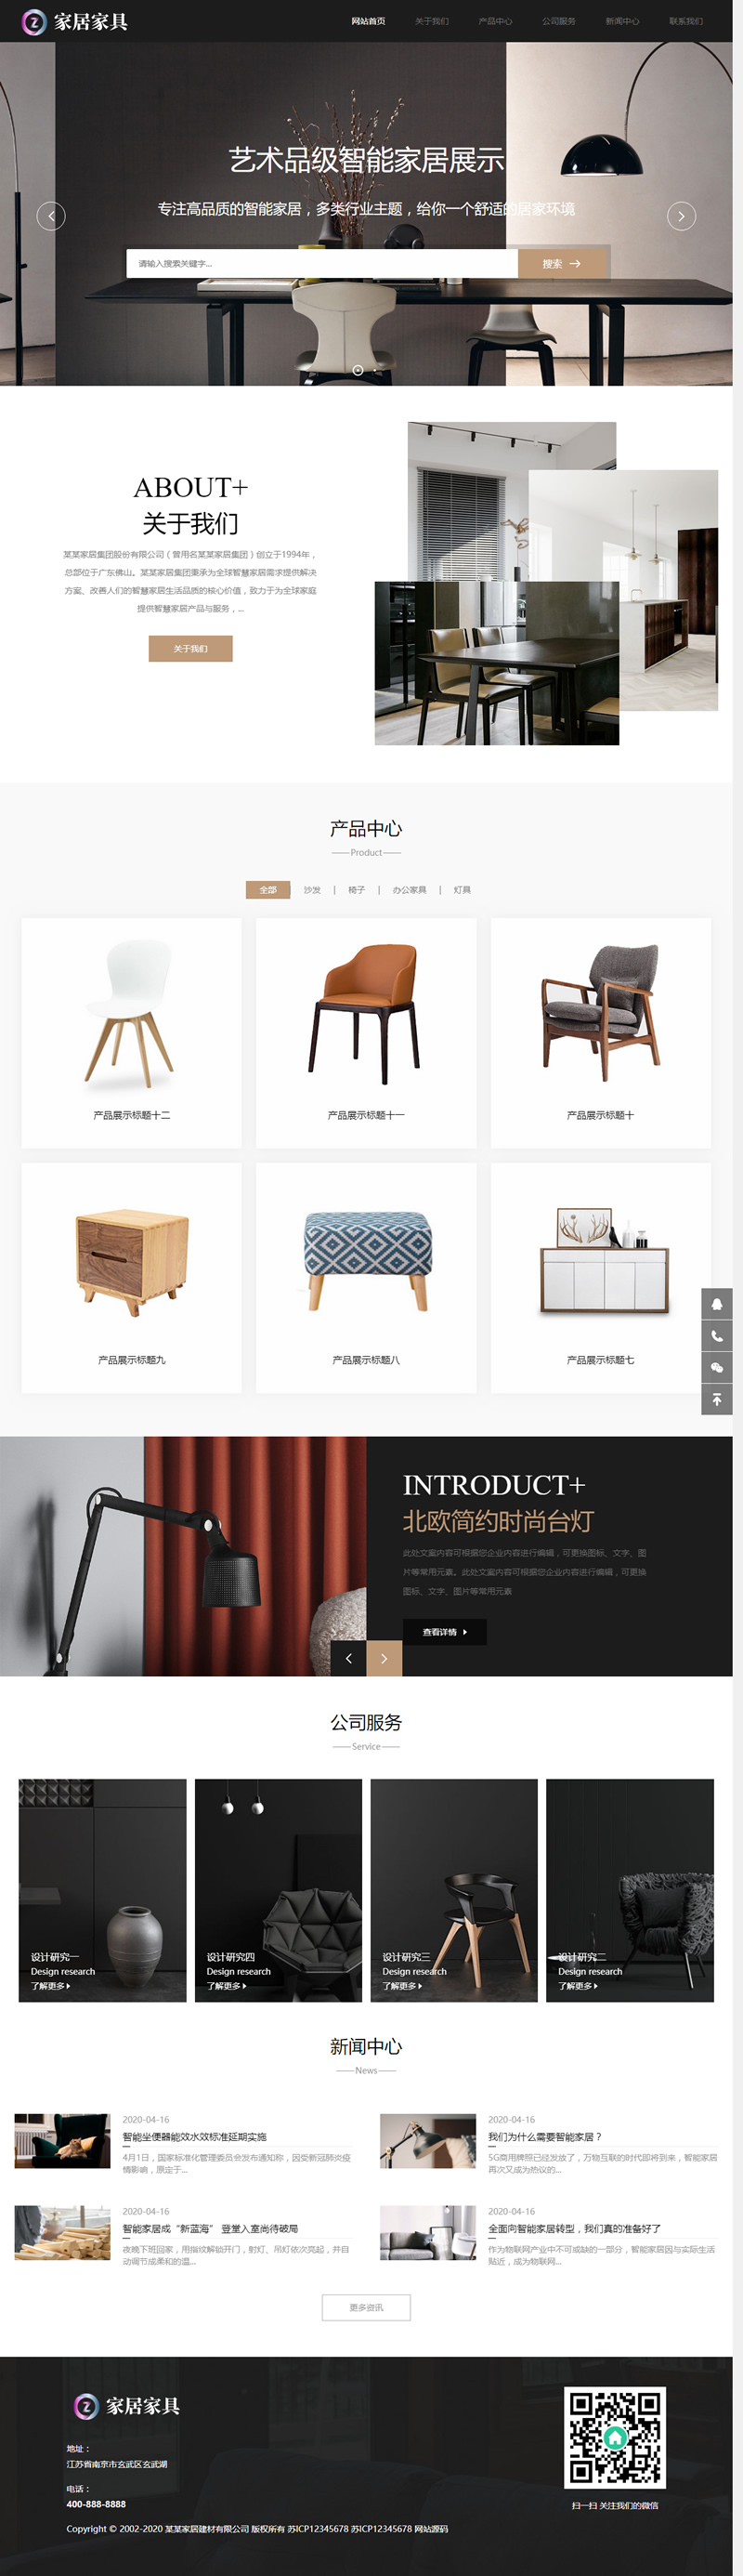 家居家具
网站首页 关于我们 产品中心 公司服务 新闻中心 联系我们
艺术品级智能家居展示
专注高品质的智能家居，多类行业主题，给你一个舒适的居家环境
请输入搜索关键字...
搜索
ABOUT+
关于我们
某某家居集团股份有限公司（曾用名某某家居集团）创立于1994年，
总部位于广东佛山。某某家居集团秉承为全球智慧家居需求提供解决
方案、改善人们的智慧家居生活品质的核心价值，致力于为全球家庭
提供智慧家居产品与服务，...
关于我们
产品中心
Product
全部 | 沙发 | 椅子 | 办公家具 | 灯具
产品展示标题十二
产品展示标题十一
产品展示标题十
产品展示标题九
产品展示标题八
产品展示标题七
INTRODUCT+
北欧简约时尚台灯
此处文案内容可根据您企业内容进行编辑，可更换图标、文字、图
片等常用元素。此处文案内容可根据您企业内容进行编辑，可更换
图标、文字、图片等常用元素
查看详情
公司服务
Service
设计研究一
Design research
了解更多
设计研究四
Design research
了解更多
设计研究三
Design research
了解更多
设计研究二
Design research
了解更多
新闻中心
News
2020-04-16
智能坐便器能效水效标准延期实施
4月1日，国家标准化管理委员会发布通知称，因受新冠肺炎疫
情影响，原定于...
2020-04-16
我们为什么需要智能家居？
5G商用牌照已经发放了，万物互联的时代即将到来，智能家居
再次又成为热议的...
2020-04-16
智能家居成“新蓝海” 登堂入室尚待破局
夜晚下班回家，用指纹解锁开门，射灯、吊灯依次亮起，并自
动调节成柔和的温...
2020-04-16
全面向智能家居转型，我们真的准备好了
作为物联网产业中不可或缺的一部分，智能家居因与实际生活
贴近，成为物联网...
更多资讯
家居家具
地址：
江苏省南京市玄武区玄武湖
电话：
400-888-8888
Copyright © 2002-2020 某某家居建材有限公司 版权所有 苏ICP12345678 苏ICP12345678 网站源码
扫一扫 关注我们的微信